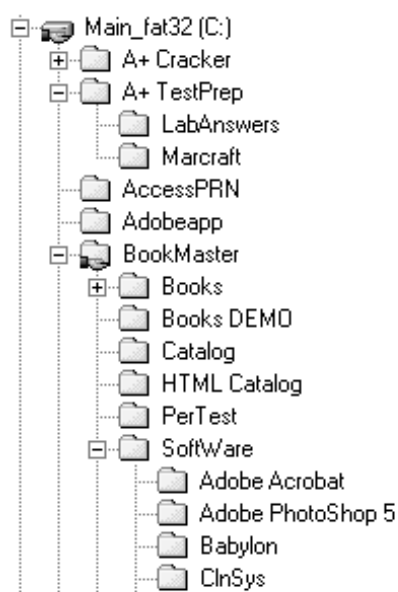 Main_fat32 (C:)
A+ Cracker
A+ TestPrep
LabAnswers
Marcraft
AccessPRN
Adobeapp
BookMaster
Books
Books DEMO
Catalog
HTML Catalog
PerTest
SoftWare
Adobe Acrobat
Adobe PhotoShop 5
Babylon
ClnSys